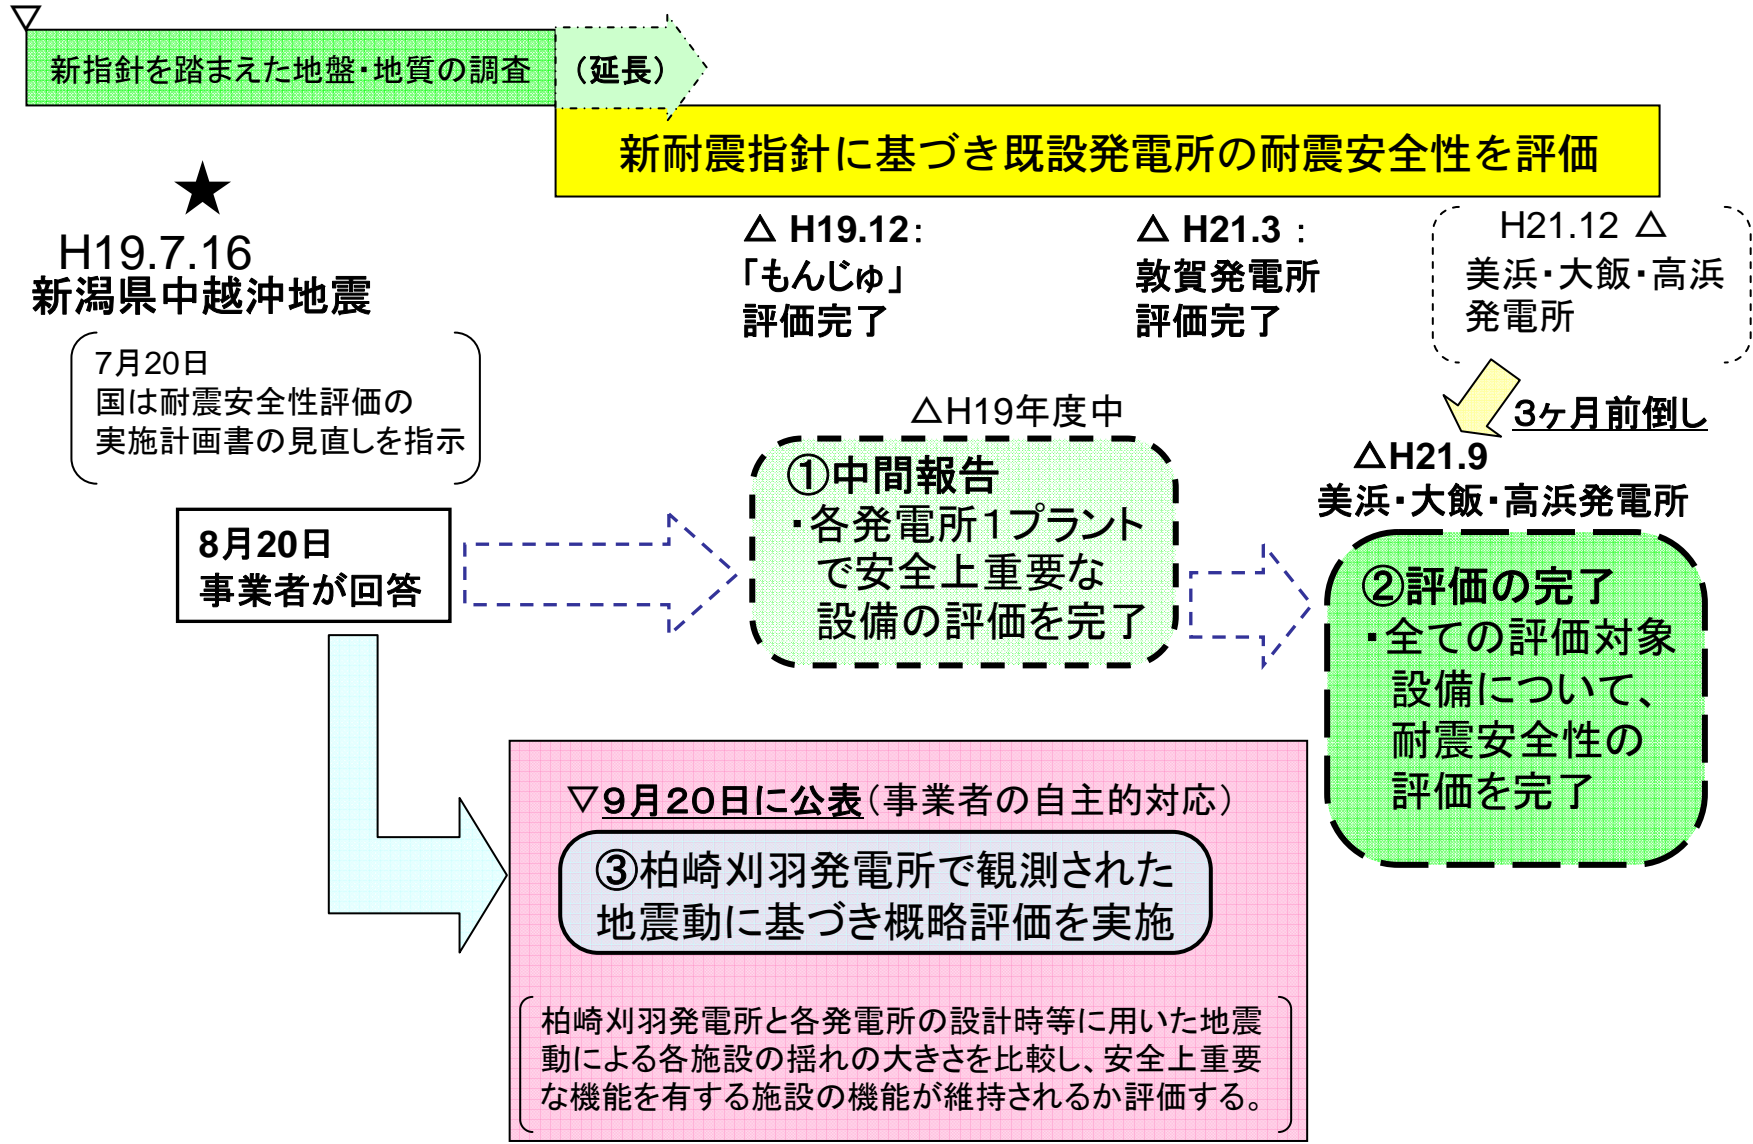 ▽
新指針を踏まえた地盤・地質の調査
（延長）
新耐震指針に基づき既設発電所の耐震安全性を評価
★
H19.7.16
新潟県中越沖地震
7月20日
国は耐震安全性評価の
実施計画書の見直しを指示
8月20日
事業者が回答
△ H19.12：
「もんじゅ」
評価完了
△ H21.3：
敦賀発電所
評価完了
H21.12 △
美浜・大飯・高浜
発電所
3ヶ月前倒し
△H21.9
美浜・大飯・高浜発電所
△H19年度中
①中間報告
・各発電所１プラント
で安全上重要な
設備の評価を完了
②評価の完了
・全ての評価対象
設備について、
耐震安全性の
評価を完了
▽９月２０日に公表（事業者の自主的対応）
③柏崎刈羽発電所で観測された
地震動に基づき概略評価を実施
柏崎刈羽発電所と各発電所の設計時等に用いた地震
動による各施設の揺れの大きさを比較し、安全上重要
な機能を有する施設の機能が維持されるか評価する。